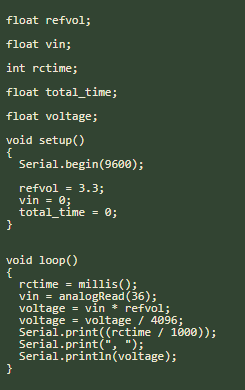 float refvol;
float vin;
int rctime;
float total_time;
float voltage;
void setup()
{
  Serial.begin(9600);
  refvol = 3.3;
  vin = 0;
  total_time = 0;
}
void loop()
{
  rctime = millis();
  vin = analogRead(36);
  voltage = vin * refvol;
  voltage = voltage / 4096;
  Serial.print((rctime / 1000));
  Serial.print(", ");
  Serial.println(voltage);
}